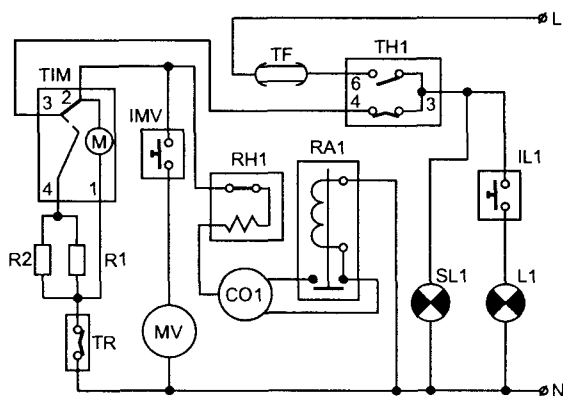 L
TF
TH1
6
4
3
TIM
3
2
M
4
1
IMV
RH1
RA1
IL1
R2
R1
CO1
SL1
L1
MV
TR
N